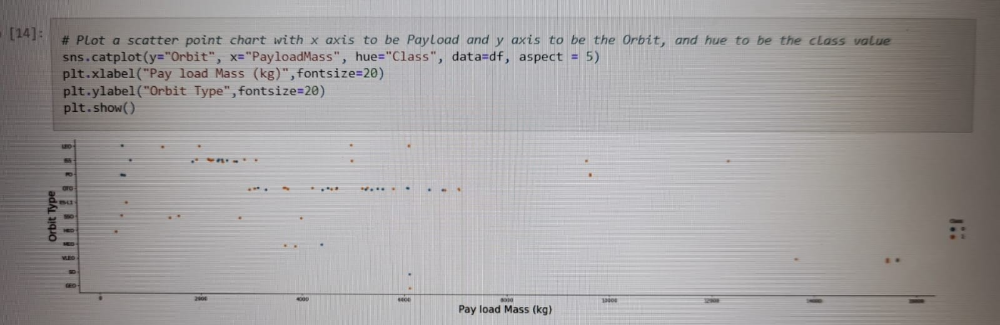 [14]:
# Plot a scatter point chart with x axis to be Payload and y axis to be the Orbit, and hue to be the class value
sns.catplot(y="Orbit", x="PayloadMass", hue="Class", data=df, aspect = 5)
plt.xlabel("Pay load Mass (kg)",fontsize=20)
plt.ylabel("Orbit Type",fontsize=20)
plt.show()
Orbit Type
LEO
ISS
PO
GTO
ES-L1
SSO
HEO
MEO
VLEO
SO
GEO
Class
0
1
0 2000 4000 6000 8000 10000 12000 14000 16000
Pay load Mass (kg)